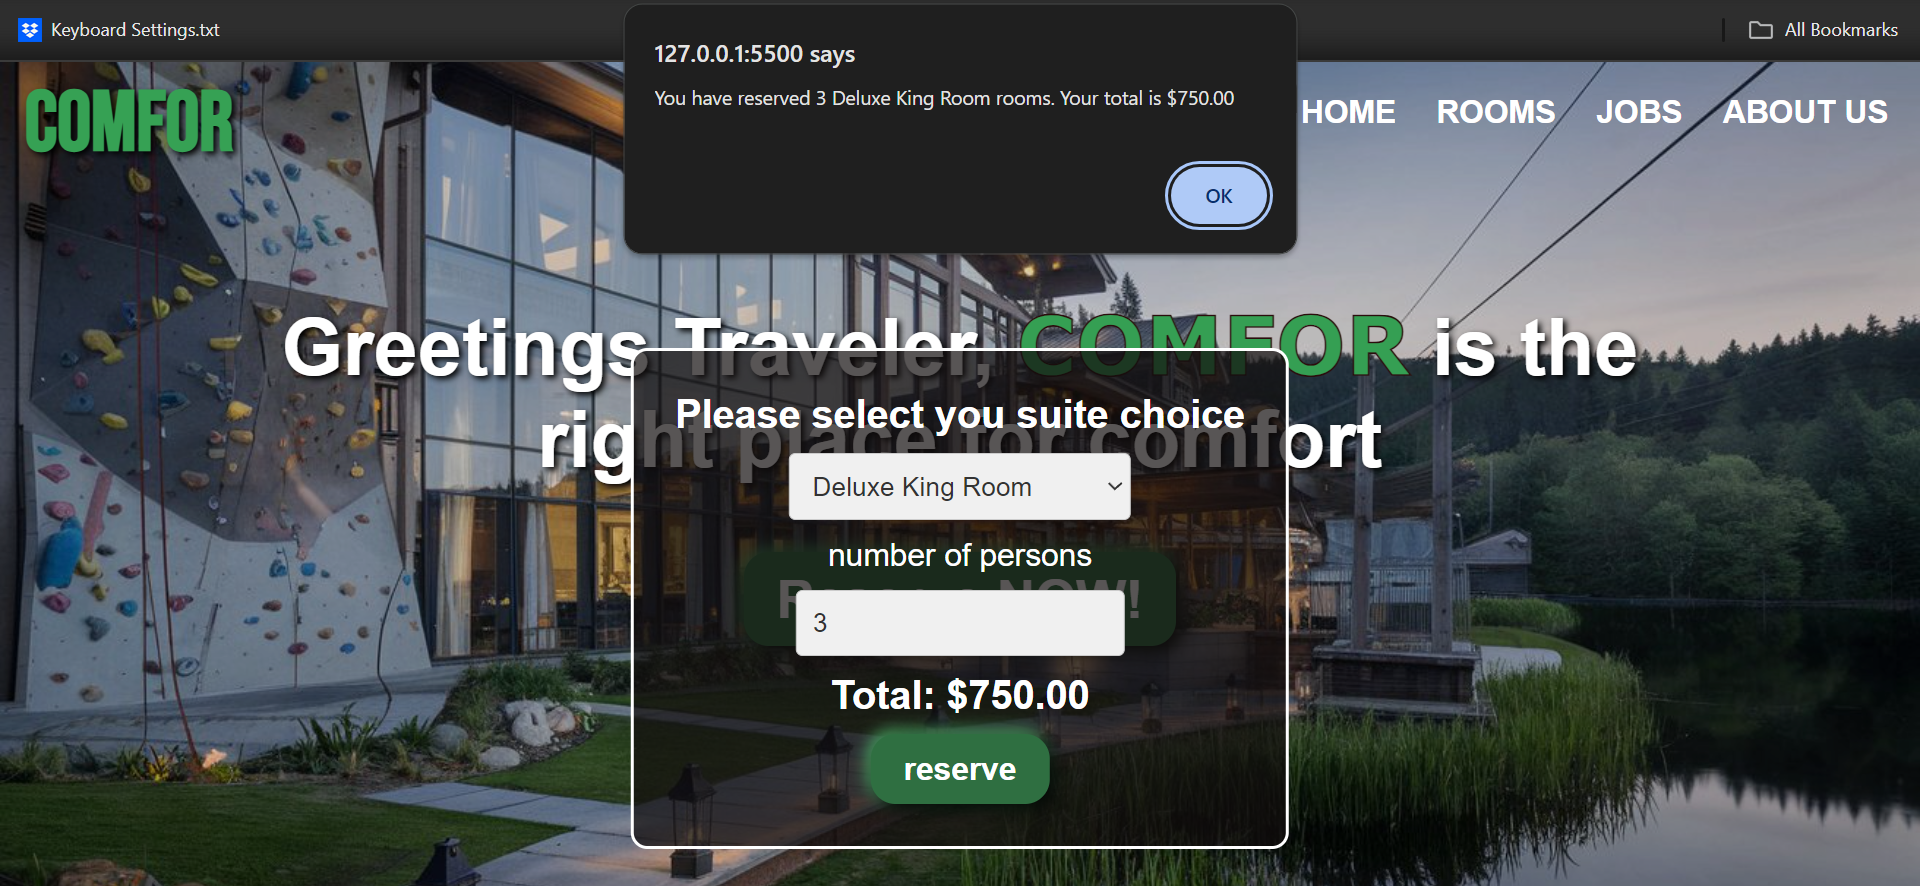 Keyboard Settings.txt
All Bookmarks
127.0.0.1:5500 says
You have reserved 3 Deluxe King Room rooms. Your total is $750.00
OK
COMFOR
HOME ROOMS JOBS ABOUT US
Greetings Traveler, COMFOR is the
right place for comfort
Please select you suite choice
Deluxe King Room
number of persons
Reserve NOW!
3
Total: $750.00
reserve